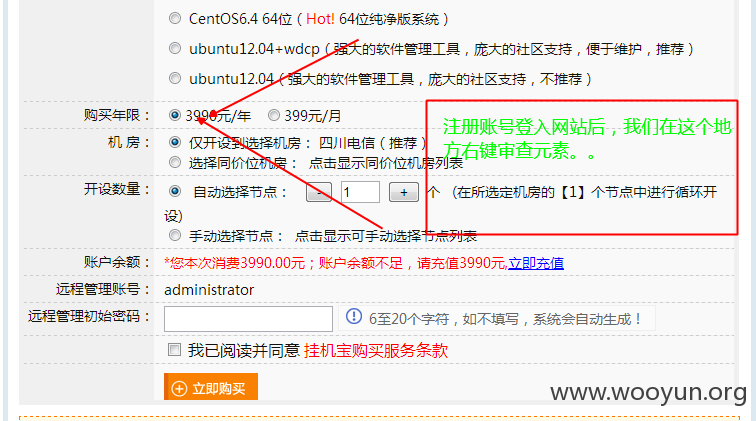 CentOS6.4 64位（Hot! 64位纯净版系统）
ubuntu12.04+wdcp（强大的软件管理工具，庞大的社区支持，便于维护，推荐）
ubuntu12.04（强大的软件管理工具，庞大的社区支持，不推荐）
购买年限： 3990元/年 399元/月
机 房： 仅开设到选择机房： 四川电信（推荐）
选择同价位机房： 点击显示同价位机房列表
注册账号登入网站后，我们在这个地
方右键审查元素。。
开设数量： 自动选择节点： - 1 + 个 （在所选定机房的【1】个节点中进行循环开
设）
手动选择节点： 点击显示可手动选择节点列表
账户余额： *您本次消费3990.00元；账户余额不足，请充值3990元,立即充值
远程管理账号： administrator
远程管理初始密码： 6至20个字符，如不填写，系统会自动生成！
我已阅读并同意 挂机宝购买服务条款
立即购买
www.wooyun.org